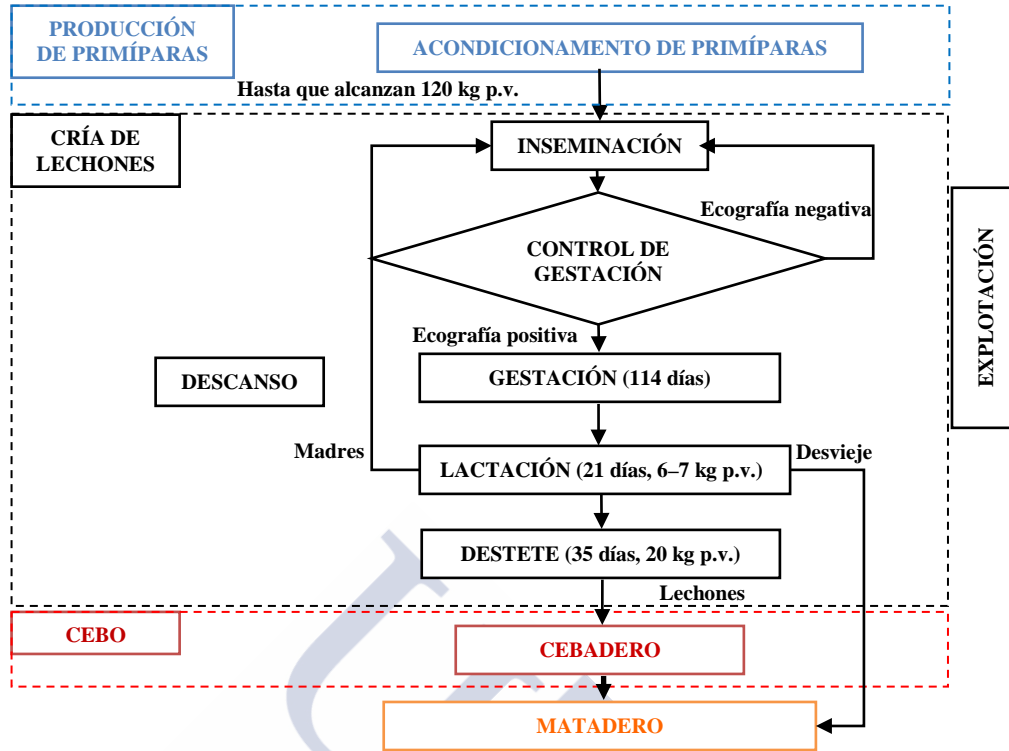 PRODUCCIÓN
DE PRIMÍPARAS
ACONDICIONAMENTO DE PRIMÍPARAS
Hasta que alcanzan 120 kg p.v.
CRÍA DE
LECHONES
INSEMINACIÓN
Ecografía negativa
CONTROL DE
GESTACIÓN
EXPLOTACIÓN
Ecografía positiva
DESCANSO
GESTACIÓN (114 días)
Madres
Desvieje
LACTACIÓN (21 días, 6–7 kg p.v.)
DESTETE (35 días, 20 kg p.v.)
Lechones
CEBO
CEBADERO
MATADERO